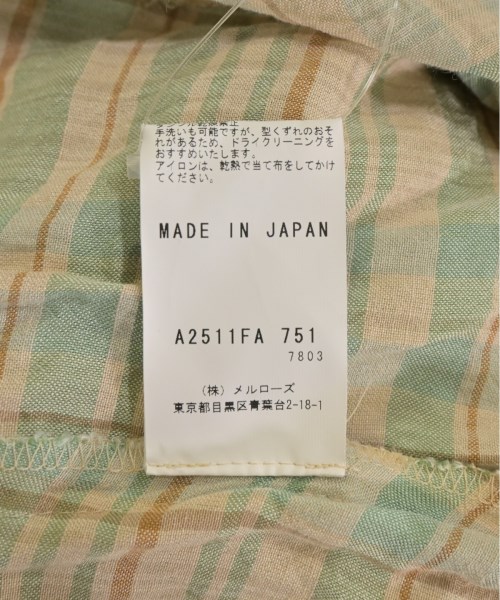 手洗いも可能ですが、型くずれのおそ
れがあるため、ドライクリーニングを
おすすめいたします。
アイロンは、乾熱で当て布をしてかけ
てください。
MADE IN JAPAN
A2511FA 751
7803
(株) メルローズ
東京都目黒区青葉台2-18-1